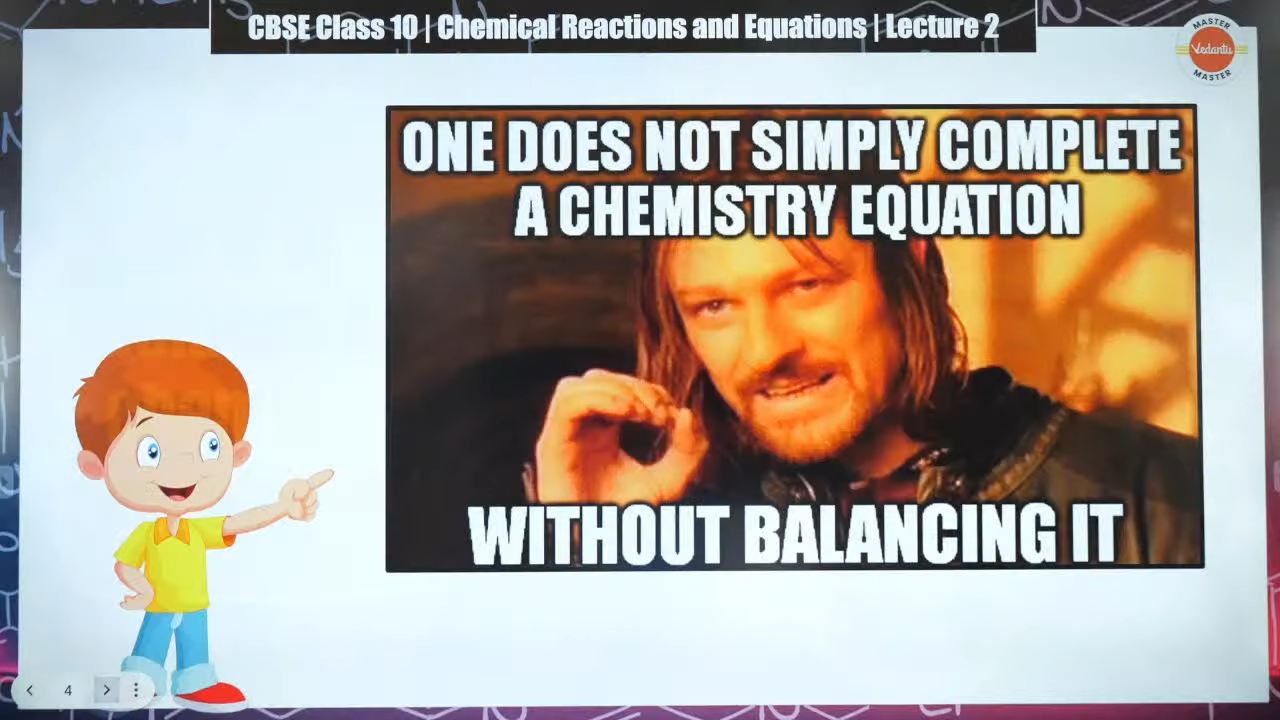 CBSE Class 10 | Chemical Reactions and Equations | Lecture 2
MASTER
Vedantu
MASTER
ONE DOES NOT SIMPLY COMPLETE
A CHEMISTRY EQUATION
WITHOUT BALANCING IT
4